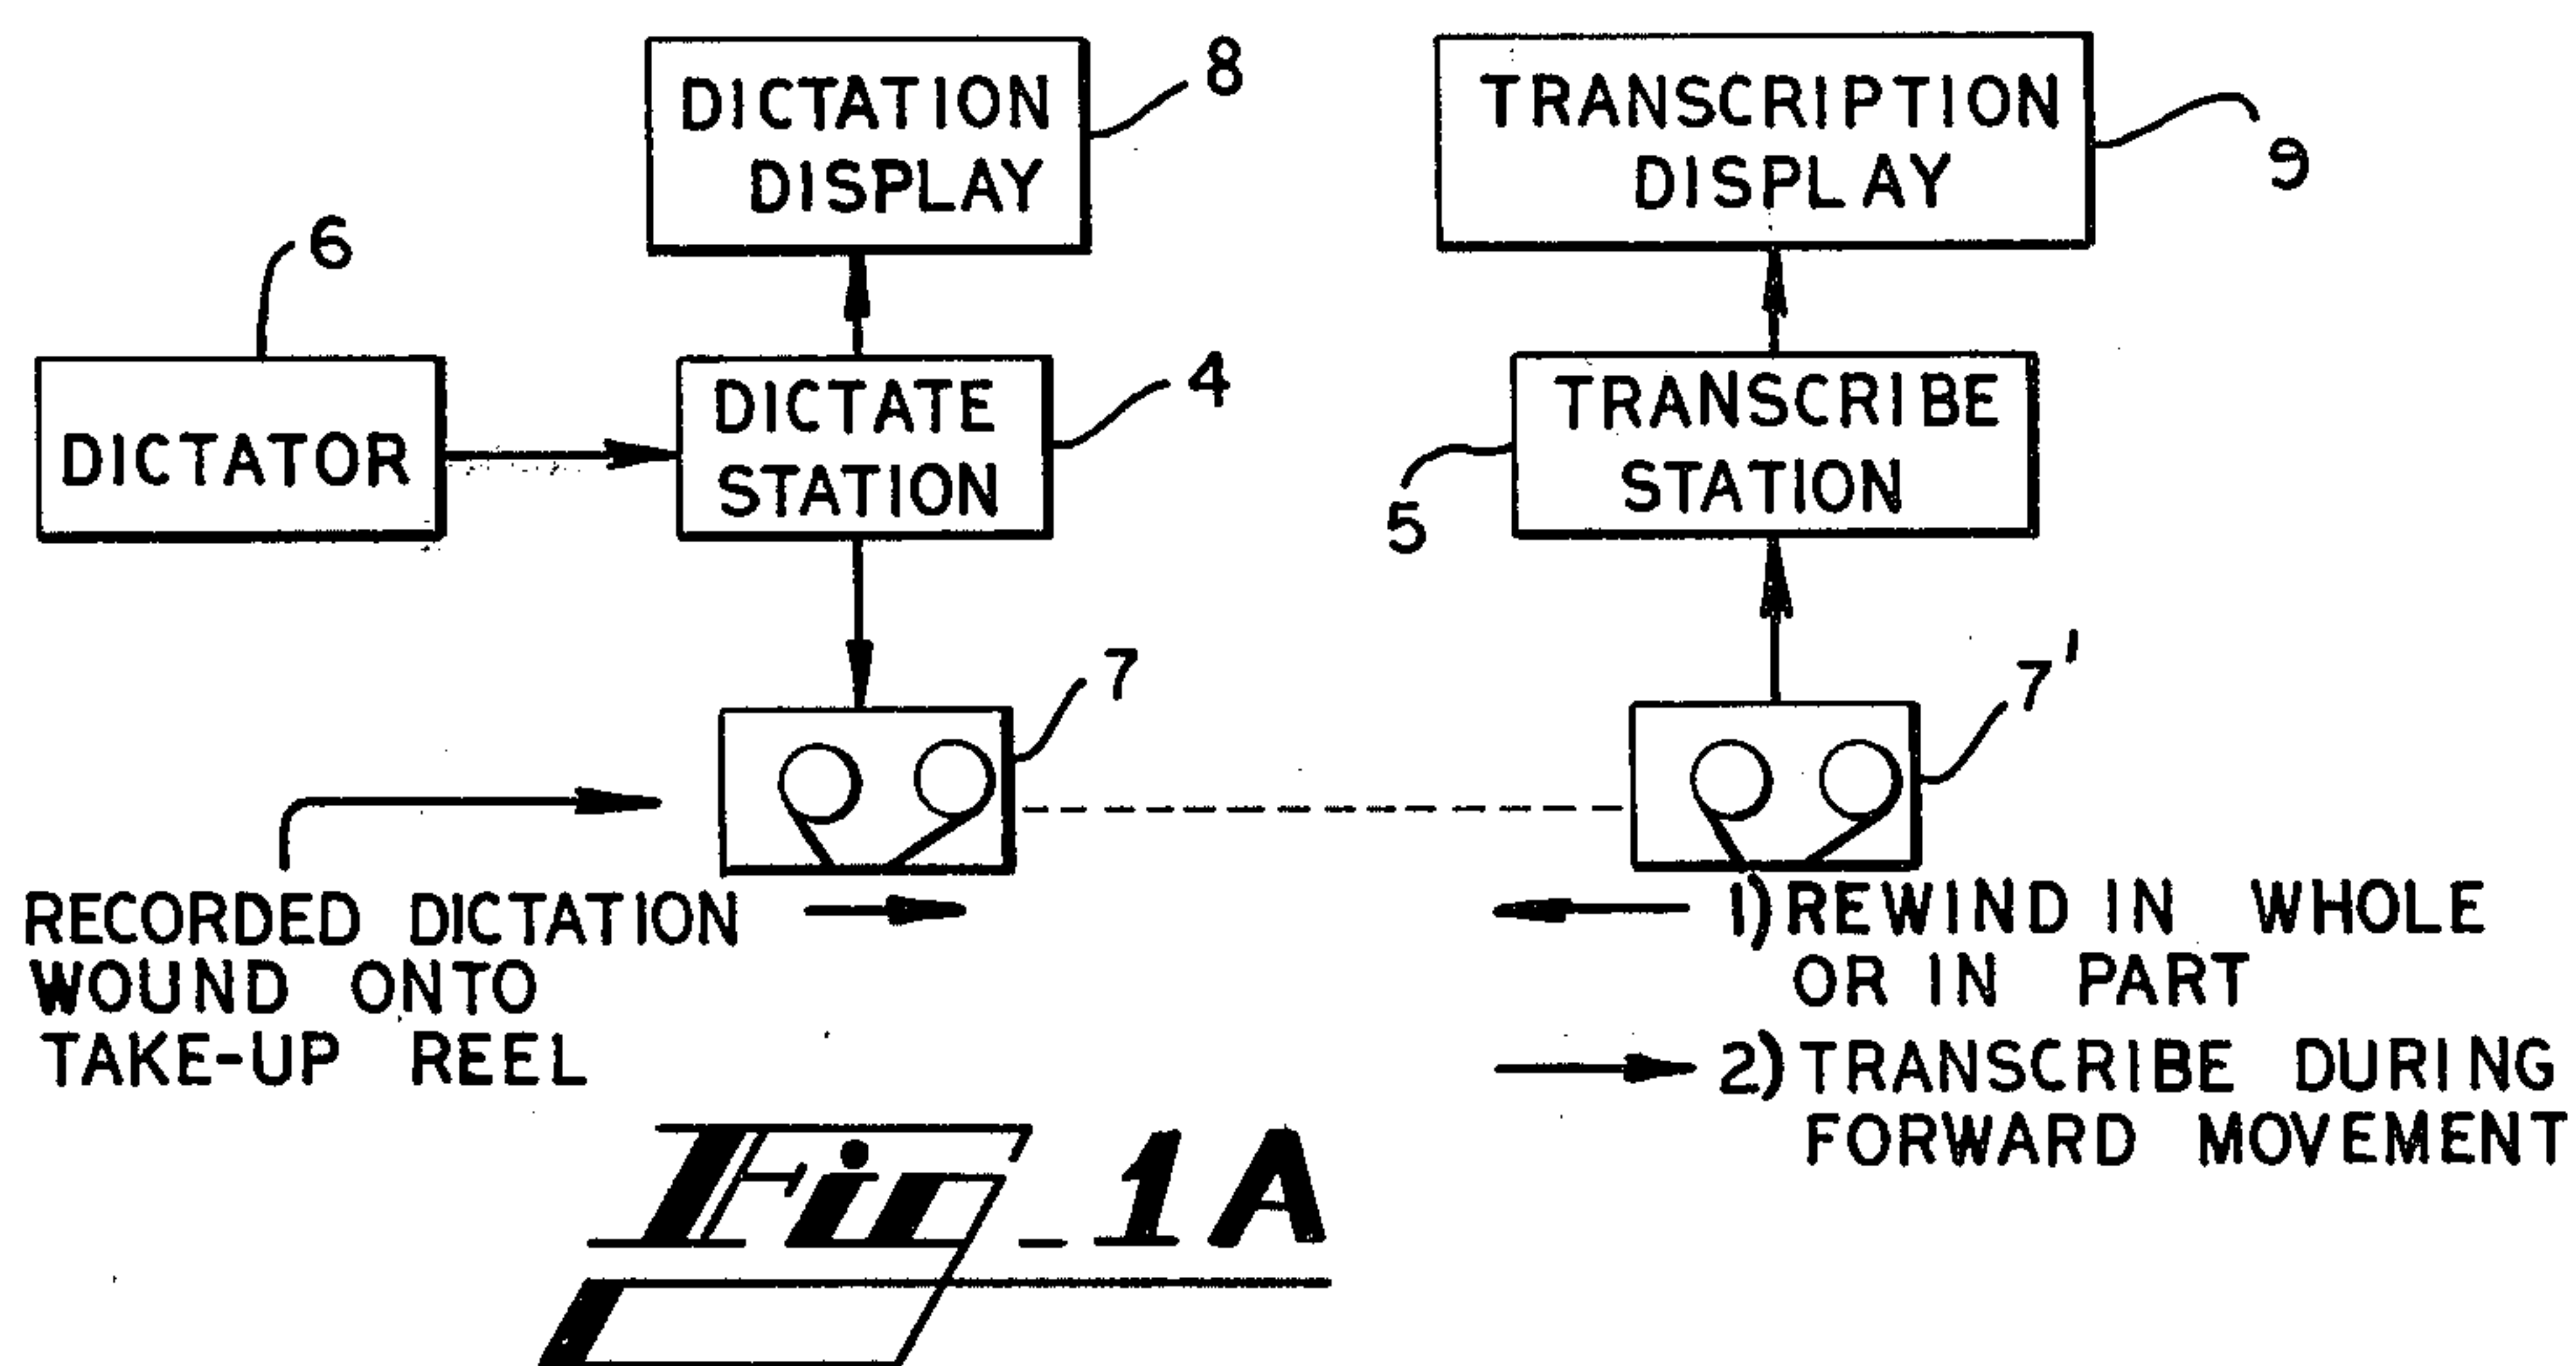 DICTATION
DISPLAY
8
TRANSCRIPTION
DISPLAY
9
6
DICTATOR
DICTATE
STATION
4
TRANSCRIBE
STATION
5
7
7'
RECORDED DICTATION
WOUND ONTO
TAKE-UP REEL
1) REWIND IN WHOLE
OR IN PART
2) TRANSCRIBE DURING
FORWARD MOVEMENT
Fig_1A